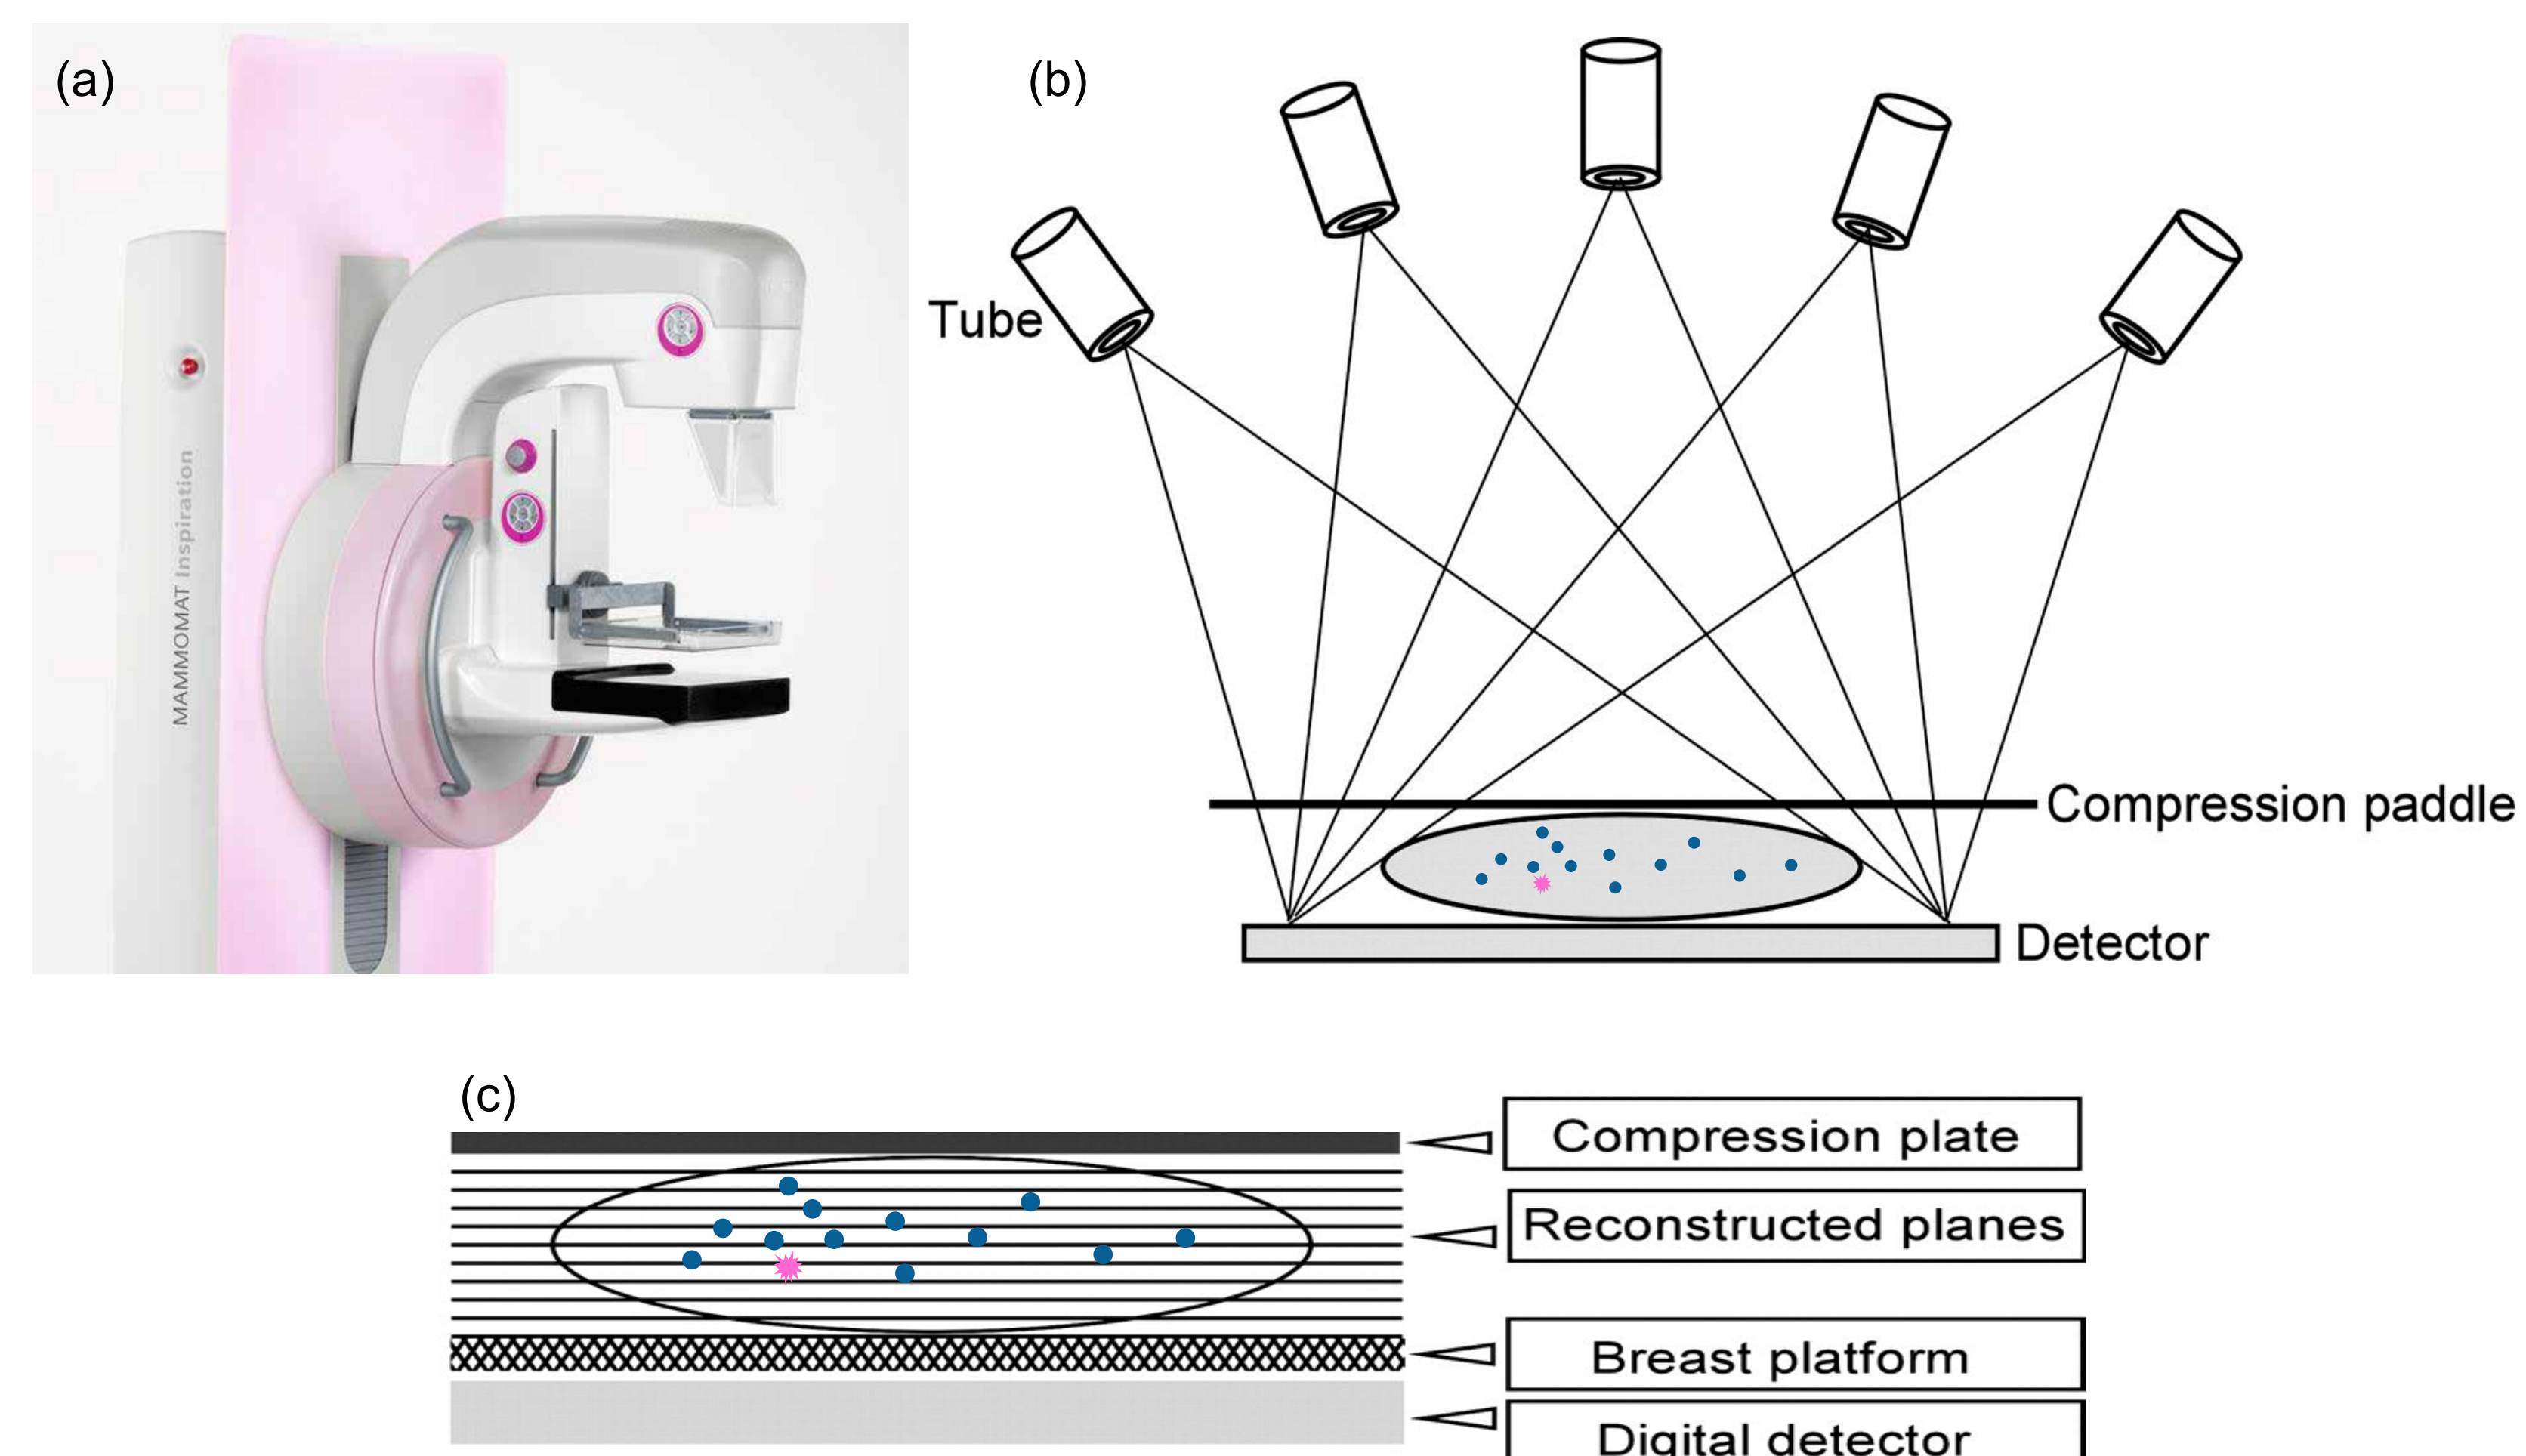 (a)
MAMMOMAT Inspiration
(b)
Tube
Compression paddle
Detector
(c)
Compression plate
Reconstructed planes
Breast platform
Digital detector